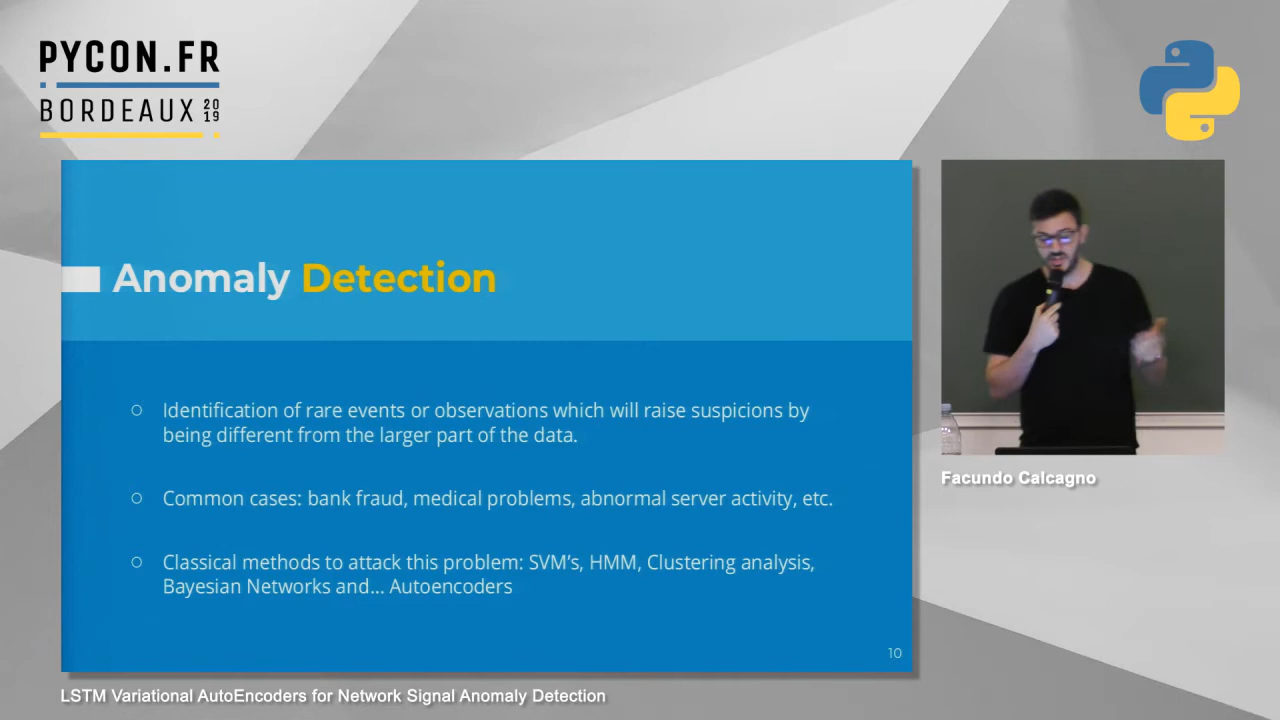 PYCON.FR
BORDEAUX 2019
Anomaly Detection
Identification of rare events or observations which will raise suspicions by
being different from the larger part of the data.
Common cases: bank fraud, medical problems, abnormal server activity, etc.
Classical methods to attack this problem: SVM's, HMM, Clustering analysis,
Bayesian Networks and... Autoencoders
10
Facundo Calcagno
LSTM Variational AutoEncoders for Network Signal Anomaly Detection